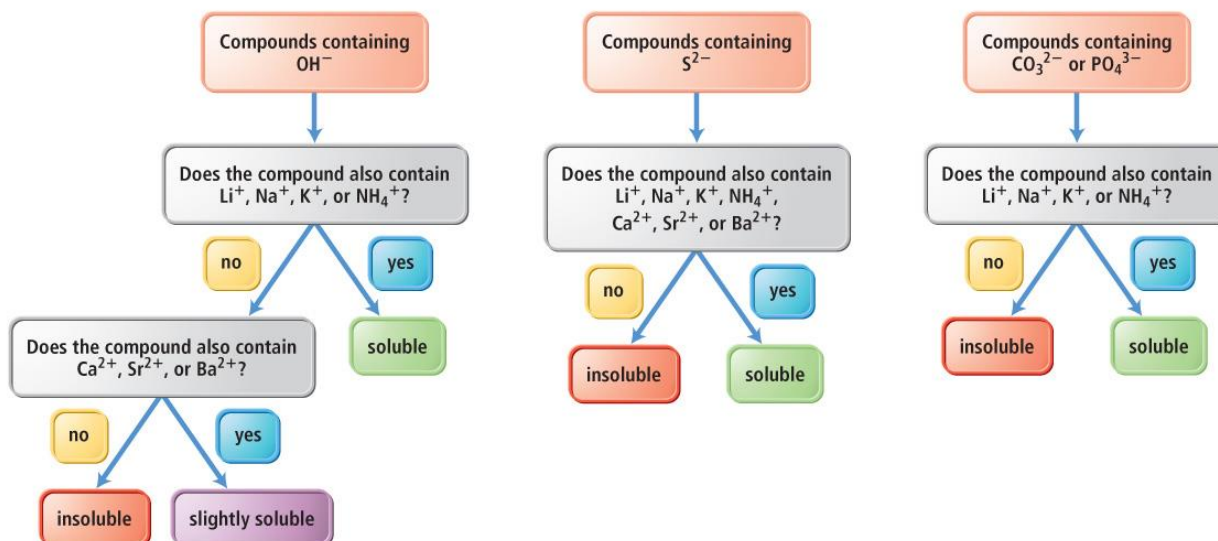 Compounds containing
OH⁻
Does the compound also contain
Li⁺, Na⁺, K⁺, or NH₄⁺?
no
yes
Does the compound also contain
Ca²⁺, Sr²⁺, or Ba²⁺?
soluble
no
yes
insoluble
slightly soluble
Compounds containing
S²⁻
Does the compound also contain
Li⁺, Na⁺, K⁺, NH₄⁺,
Ca²⁺, Sr²⁺, or Ba²⁺?
no
yes
insoluble
soluble
Compounds containing
CO₃²⁻ or PO₄³⁻
Does the compound also contain
Li⁺, Na⁺, K⁺, or NH₄⁺?
no
yes
insoluble
soluble